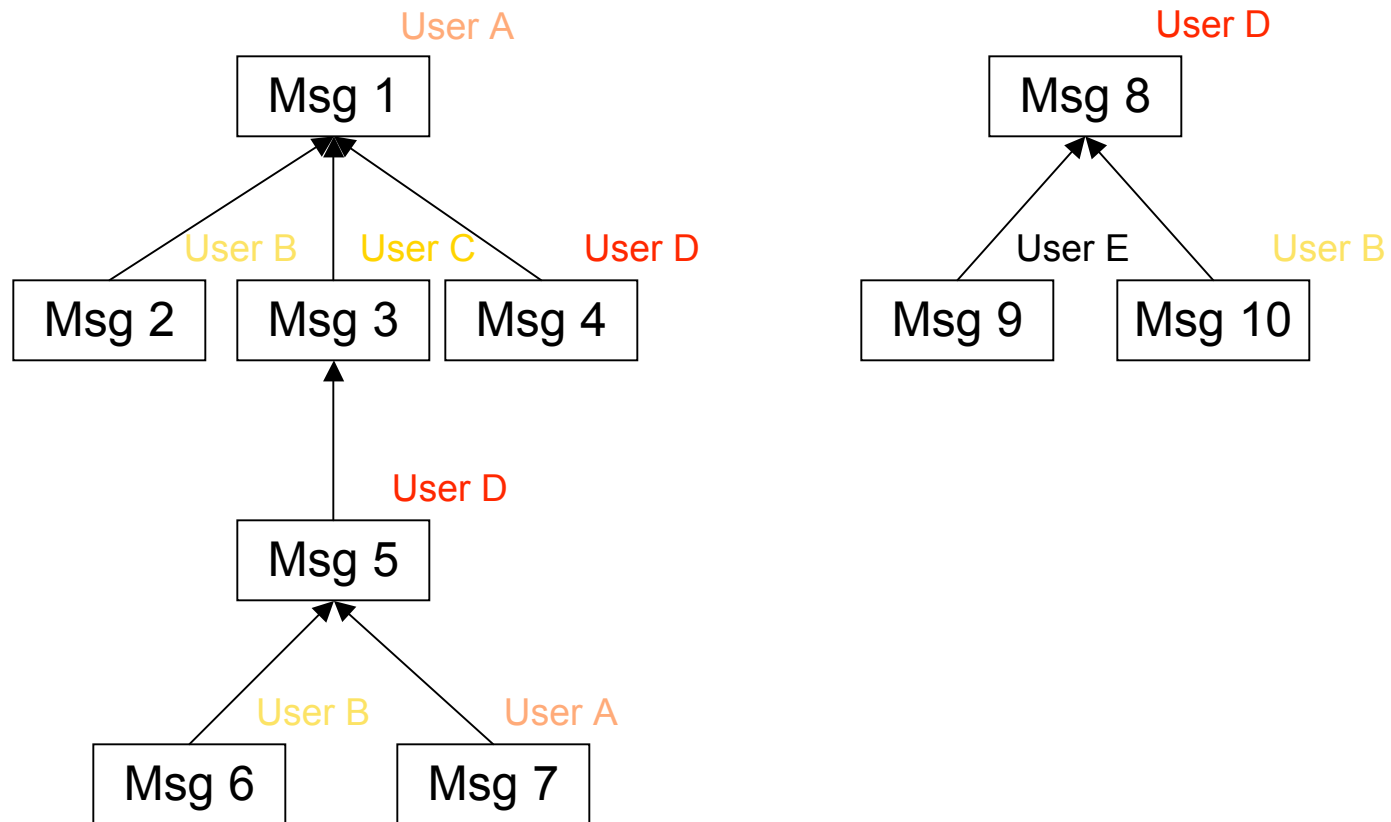 User A
Msg 1
User B
User C
User D
Msg 2
Msg 3
Msg 4
User D
Msg 5
User B
User A
Msg 6
Msg 7
User D
Msg 8
User E
User B
Msg 9
Msg 10